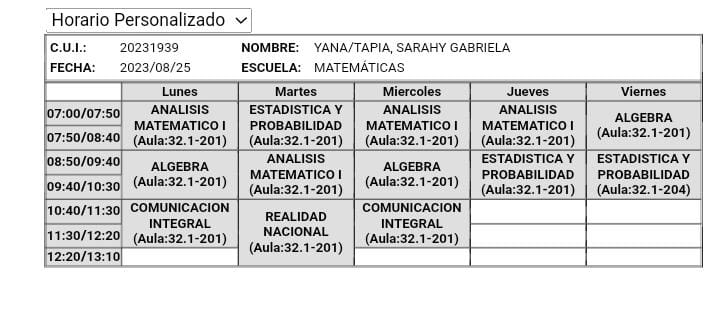 Horario Personalizado
C.U.I.: 20231939 NOMBRE: YANA/TAPIA, SARAHY GABRIELA
FECHA: 2023/08/25 ESCUELA: MATEMÁTICAS
Lunes Martes Miercoles Jueves Viernes
07:00/07:50
07:50/08:40
ANALISIS
MATEMATICO I
(Aula:32.1-201)
ESTADISTICA Y
PROBABILIDAD
(Aula:32.1-201)
ANALISIS
MATEMATICO I
(Aula:32.1-201)
ANALISIS
MATEMATICO I
(Aula:32.1-201)
ALGEBRA
(Aula:32.1-201)
08:50/09:40
09:40/10:30
ALGEBRA
(Aula:32.1-201)
ANALISIS
MATEMATICO I
(Aula:32.1-201)
ALGEBRA
(Aula:32.1-201)
ESTADISTICA Y
PROBABILIDAD
(Aula:32.1-201)
ESTADISTICA Y
PROBABILIDAD
(Aula:32.1-204)
10:40/11:30
11:30/12:20
12:20/13:10
COMUNICACION
INTEGRAL
(Aula:32.1-201)
REALIDAD
NACIONAL
(Aula:32.1-201)
COMUNICACION
INTEGRAL
(Aula:32.1-201)